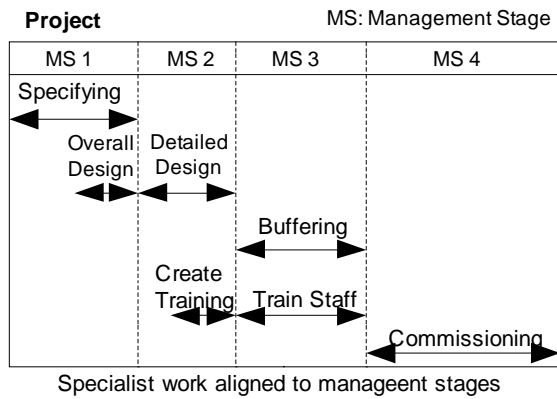 Project MS: Management Stage
MS 1 MS 2 MS 3 MS 4
Specifying
Overall Detailed
Design Design
Buffering
Create
Training Train Staff
Commissioning
Specialist work aligned to manageent stages